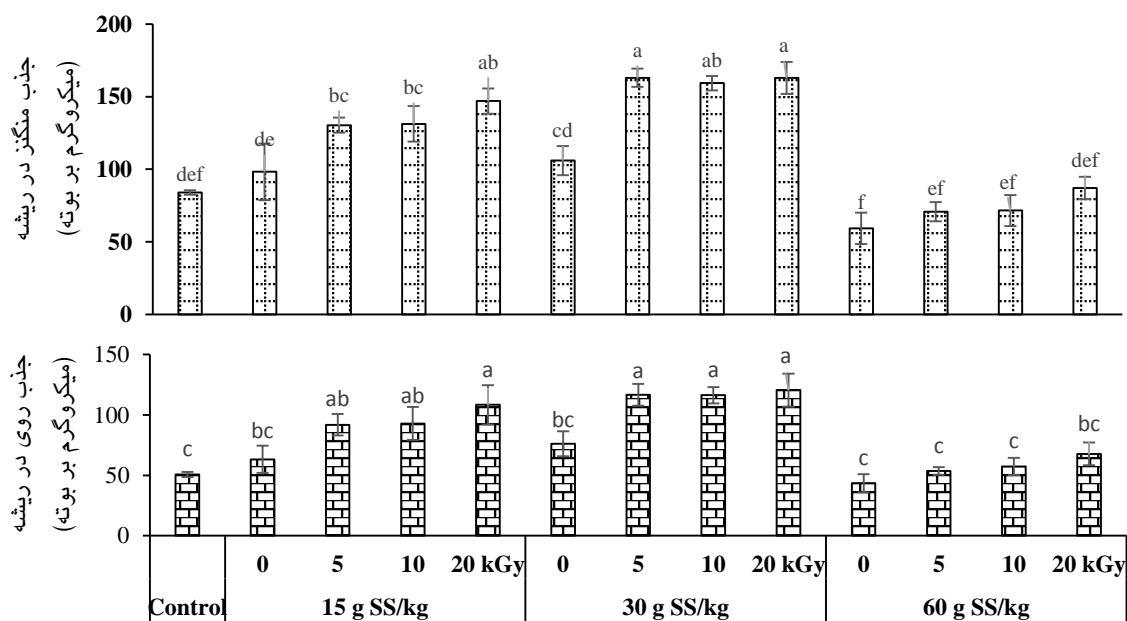 جذب منگنز در ریشه
(میکروگرم بر بوته)
200
150
100
50
0
def
de
bc
bc
ab
cd
a
ab
a
f
ef
ef
def
جذب روی در ریشه
(میکروگرم بر بوته)
150
100
50
0
c
bc
ab
ab
a
bc
a
a
a
c
c
c
bc
0 5 10 20 kGy 0 5 10 20 kGy 0 5 10 20 kGy
Control 15 g SS/kg 30 g SS/kg 60 g SS/kg